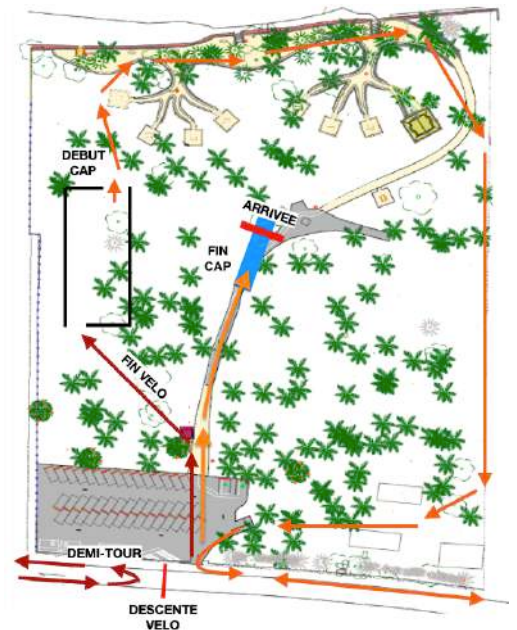 DEBUT
CAP
ARRIVEE
FIN
CAP
FIN VELO
DEMI-TOUR
DESCENTE
VELO